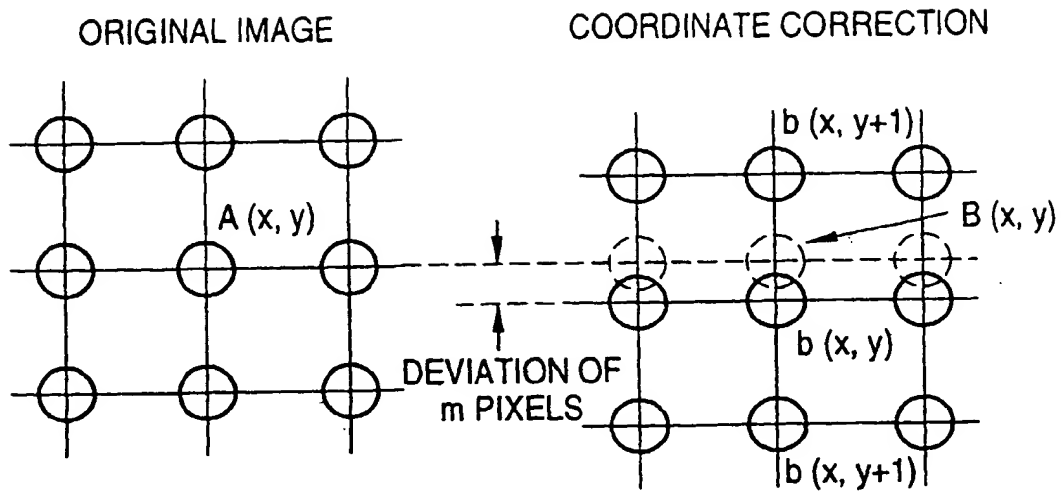 ORIGINAL IMAGE
COORDINATE CORRECTION
b (x, y+1)
A (x, y)
B (x, y)
b (x, y)
DEVIATION OF
m PIXELS
b (x, y+1)